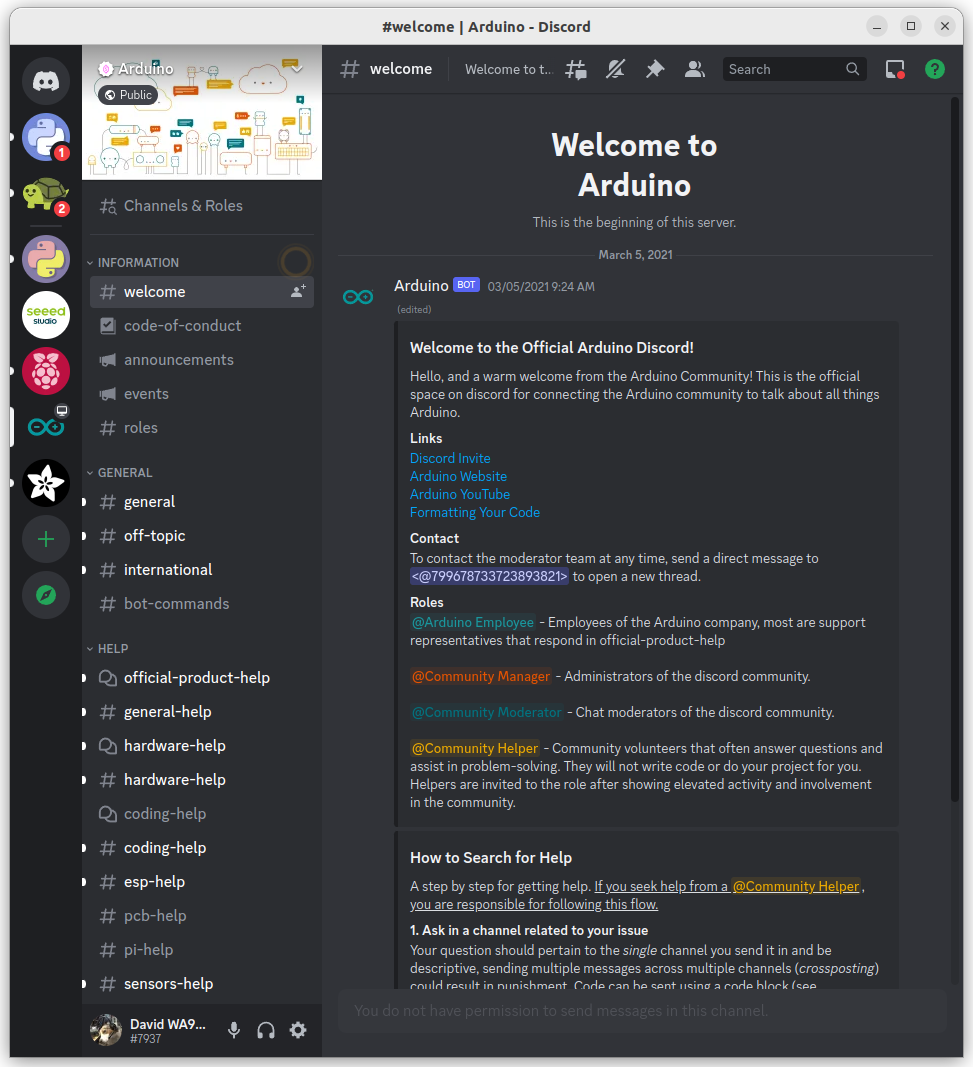 #welcome | Arduino - Discord
Arduino
Public
1
2
seeed
studio
Channels & Roles
INFORMATION
welcome
code-of-conduct
announcements
events
roles
GENERAL
general
off-topic
international
bot-commands
HELP
official-product-help
general-help
hardware-help
hardware-help
coding-help
coding-help
esp-help
pcb-help
pi-help
sensors-help
David WA9...
#7937
# welcome
Welcome to t...
Search
?
Welcome to
Arduino
This is the beginning of this server.
March 5, 2021
Arduino BOT 03/05/2021 9:24 AM
(edited)
Welcome to the Official Arduino Discord!
Hello, and a warm welcome from the Arduino Community! This is the official
space on discord for connecting the Arduino community to talk about all things
Arduino.
Links
Discord Invite
Arduino Website
Arduino YouTube
Formatting Your Code
Contact
To contact the moderator team at any time, send a direct message to
<@799678733723893821> to open a new thread.
Roles
@Arduino Employee - Employees of the Arduino company, most are support
representatives that respond in official-product-help
@Community Manager - Administrators of the discord community.
@Community Moderator - Chat moderators of the discord community.
@Community Helper - Community volunteers that often answer questions and
assist in problem-solving. They will not write code or do your project for you.
Helpers are invited to the role after showing elevated activity and involvement
in the community.
How to Search for Help
A step by step for getting help. If you seek help from a @Community Helper,
you are responsible for following this flow.
1. Ask in a channel related to your issue
Your question should pertain to the single channel you send it in and be
descriptive, sending multiple messages across multiple channels (crossposting)
could result in punishment. Code can be sent using a code block (see
You do not have permission to send messages in this channel.